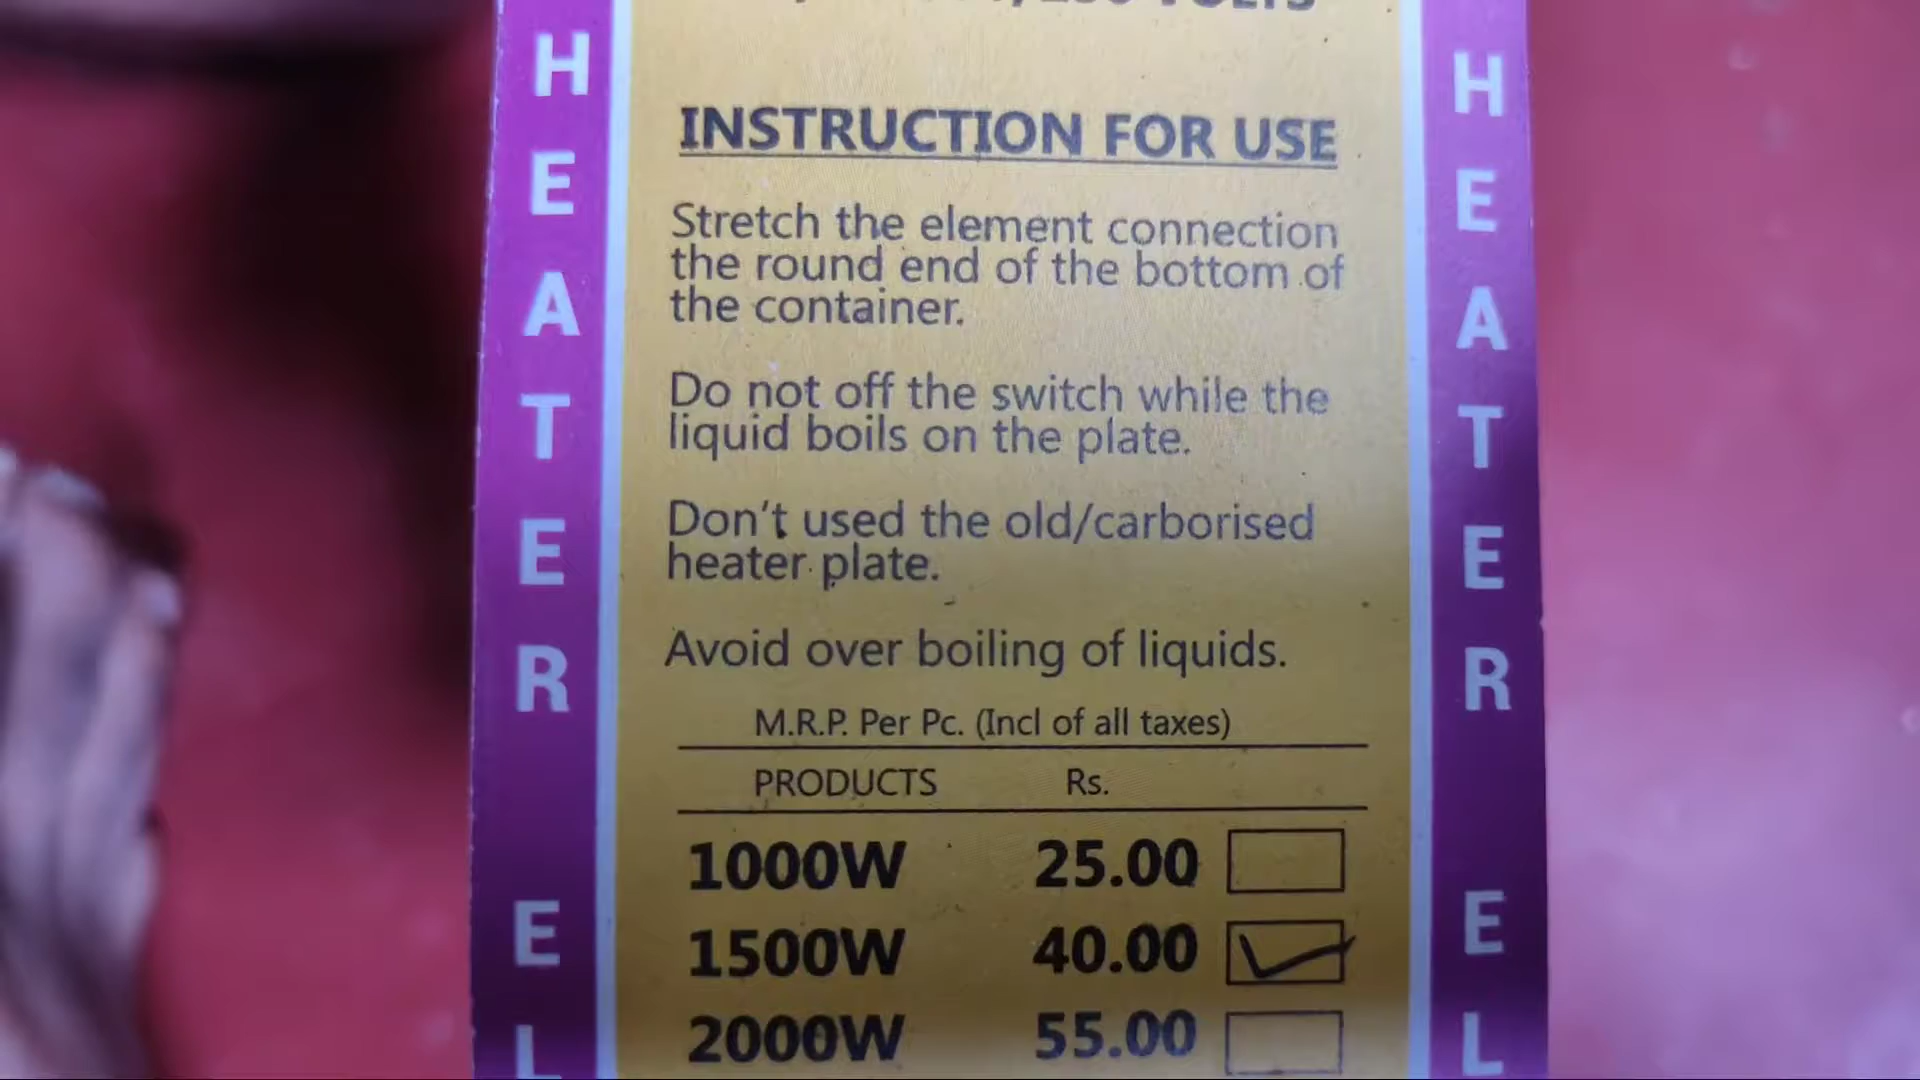 VOLTS
INSTRUCTION FOR USE
Stretch the element connection
the round end of the bottom of
the container.
Do not off the switch while the
liquid boils on the plate.
Don't used the old/carborised
heater plate.
Avoid over boiling of liquids.
M.R.P. Per Pc. (Incl of all taxes)
PRODUCTS Rs.
1000W 25.00
1500W 40.00
2000W 55.00
HEATER EL
HEATER EL